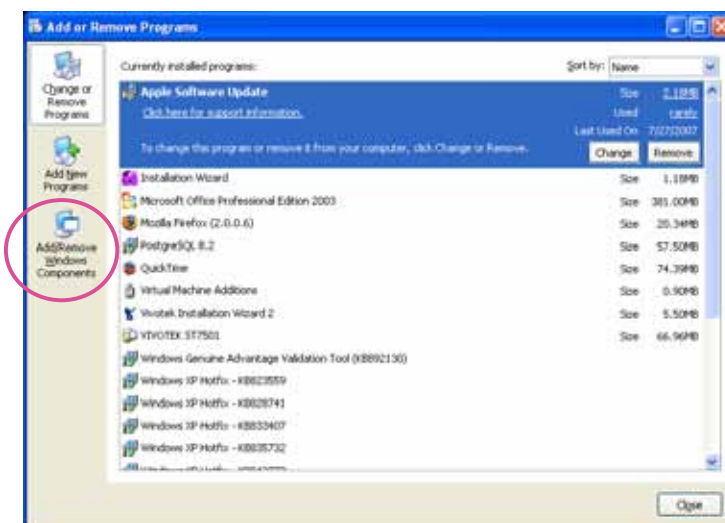 Add or Remove Programs
Currently installed programs:
Sort by: Name
Change or
Remove
Programs
Add New
Programs
Add/Remove
Windows
Components
Apple Software Update
Size 2.18MB
Click here for support information.
Used rarely
Last Used On 7/27/2007
To change this program or remove it from your computer, click Change or Remove.
Change Remove
Installation Wizard Size 1.18MB
Microsoft Office Professional Edition 2003 Size 381.00MB
Mozilla Firefox (2.0.0.6) Size 20.34MB
PostgreSQL 8.2 Size 57.50MB
QuickTime Size 74.39MB
Virtual Machine Additions Size 0.90MB
Vivotek Installation Wizard 2 Size 5.50MB
VIVOTEK ST7501 Size 66.96MB
Windows Genuine Advantage Validation Tool (KB892130)
Windows XP Hotfix - KB823559
Windows XP Hotfix - KB828741
Windows XP Hotfix - KB833407
Windows XP Hotfix - KB835732
Close